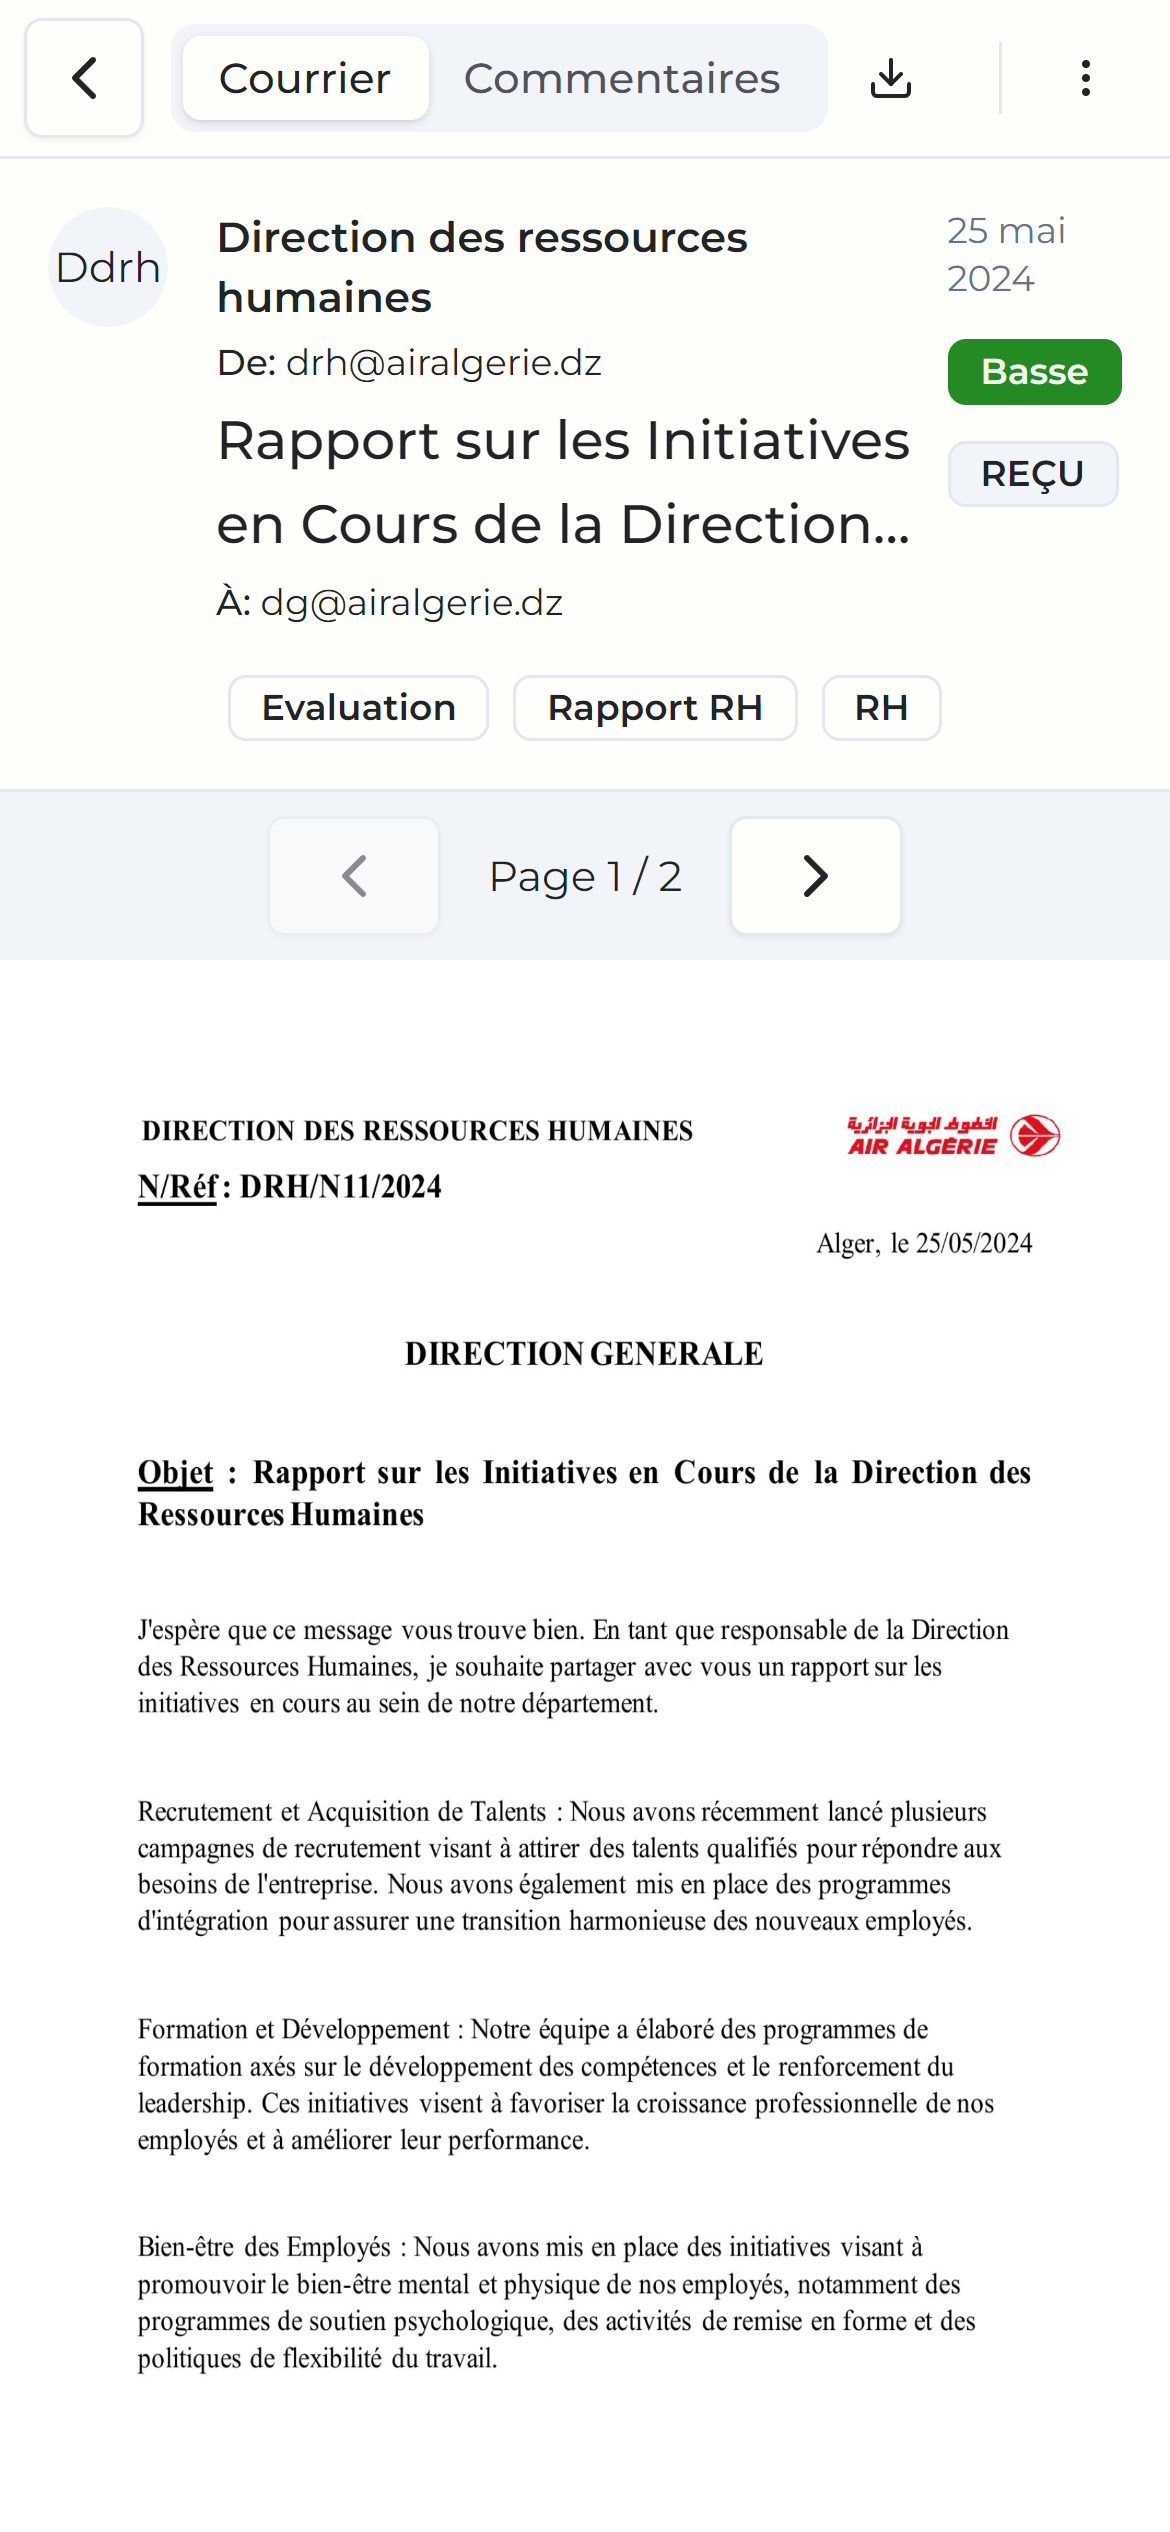 Courrier Commentaires
Ddrh
Direction des ressources
humaines
De: drh@airalgerie.dz
Rapport sur les Initiatives
en Cours de la Direction...
À: dg@airalgerie.dz
25 mai
2024
Basse
REÇU
Evaluation Rapport RH RH
Page 1 / 2
DIRECTION DES RESSOURCES HUMAINES
الخطوط الجوية الجزائرية
AIR ALGÉRIE
N/Réf : DRH/N11/2024
Alger, le 25/05/2024
DIRECTION GENERALE
Objet : Rapport sur les Initiatives en Cours de la Direction des
Ressources Humaines
J'espère que ce message vous trouve bien. En tant que responsable de la Direction
des Ressources Humaines, je souhaite partager avec vous un rapport sur les
initiatives en cours au sein de notre département.
Recrutement et Acquisition de Talents : Nous avons récemment lancé plusieurs
campagnes de recrutement visant à attirer des talents qualifiés pour répondre aux
besoins de l'entreprise. Nous avons également mis en place des programmes
d'intégration pour assurer une transition harmonieuse des nouveaux employés.
Formation et Développement : Notre équipe a élaboré des programmes de
formation axés sur le développement des compétences et le renforcement du
leadership. Ces initiatives visent à favoriser la croissance professionnelle de nos
employés et à améliorer leur performance.
Bien-être des Employés : Nous avons mis en place des initiatives visant à
promouvoir le bien-être mental et physique de nos employés, notamment des
programmes de soutien psychologique, des activités de remise en forme et des
politiques de flexibilité du travail.